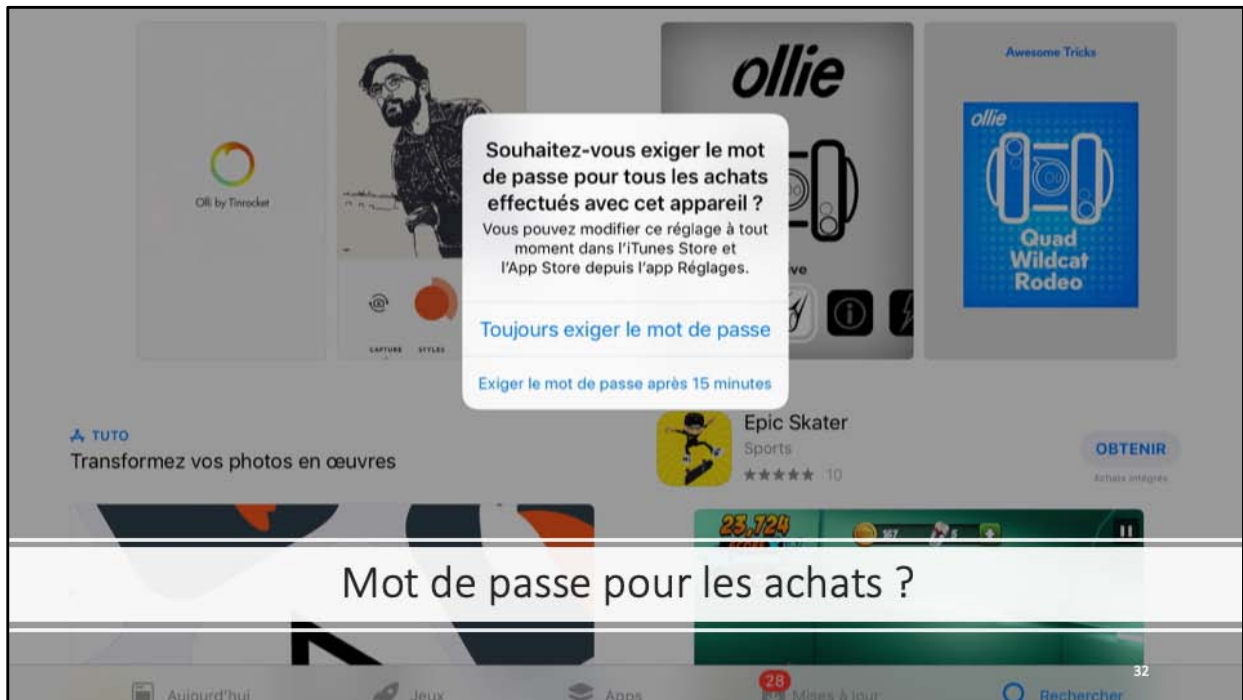 Olli by Tinrocket
CAPTURE STYLES
ollie
Awesome Tricks
ollie
Quad
Wildcat
Rodeo
Souhaitez-vous exiger le mot
de passe pour tous les achats
effectués avec cet appareil ?
Vous pouvez modifier ce réglage à tout
moment dans l'iTunes Store et
l'App Store depuis l'app Réglages.
Toujours exiger le mot de passe
Exiger le mot de passe après 15 minutes
TUTO
Transformez vos photos en œuvres
Epic Skater
Sports
★★★★★ 10
OBTENIR
Achats intégrés
23,724
167
5
Mot de passe pour les achats ?
32
Aujourd'hui
Jeux
Apps
28
Mises à jour
Rechercher